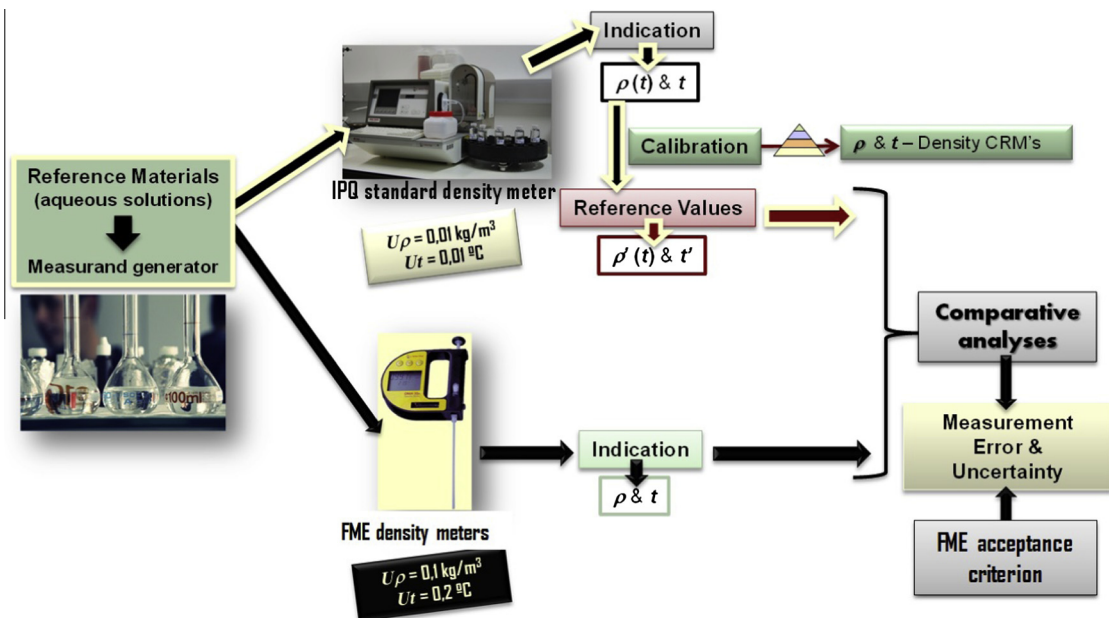 Reference Materials
(aqueous solutions)
Measurand generator
IPQ standard density meter
Uρ = 0,01 kg/m³
Ut = 0,01 ºC
Indication
ρ (t) & t
Calibration
ρ & t – Density CRM's
Reference Values
ρ' (t) & t'
FME density meters
Uρ = 0,1 kg/m³
Ut = 0,2 ºC
Indication
ρ & t
Comparative
analyses
Measurement
Error &
Uncertainty
FME acceptance
criterion
100ml